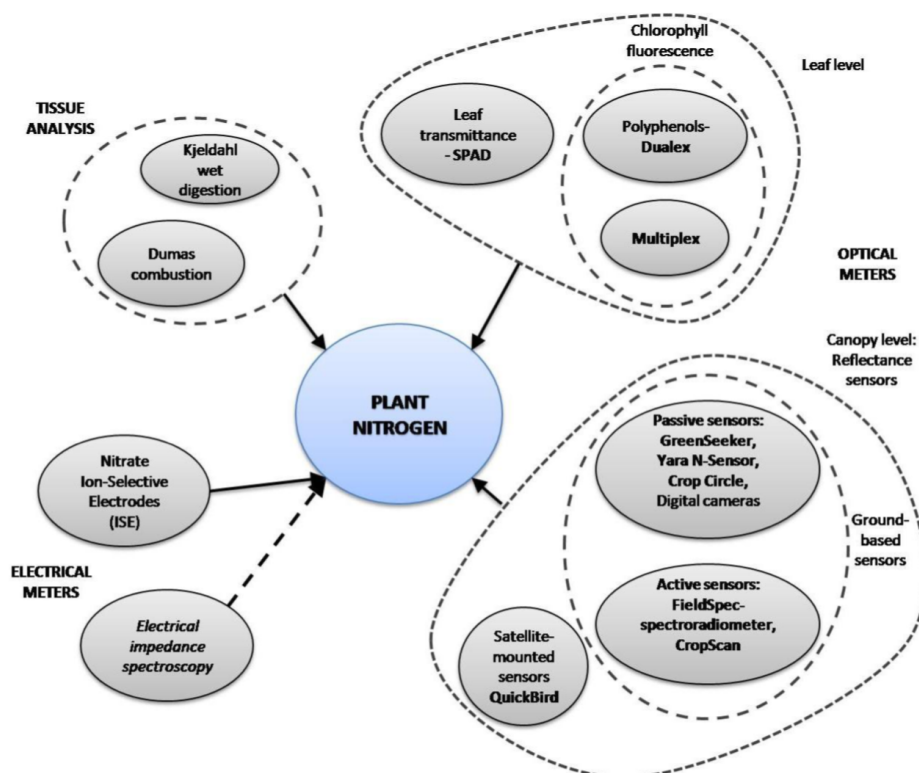 TISSUE
ANALYSIS
Kjeldahl
wet
digestion
Dumas
combustion
Chlorophyll
fluorescence
Leaf level
Leaf
transmittance
- SPAD
Polyphenols-
Dualex
Multiplex
OPTICAL
METERS
PLANT
NITROGEN
Canopy level:
Reflectance
sensors
Passive sensors:
GreenSeeker,
Yara N-Sensor,
Crop Circle,
Digital cameras
Ground-
based
sensors
Active sensors:
FieldSpec-
spectroradiometer,
CropScan
Satellite-
mounted
sensors
QuickBird
Nitrate
Ion-Selective
Electrodes
(ISE)
ELECTRICAL
METERS
Electrical
impedance
spectroscopy